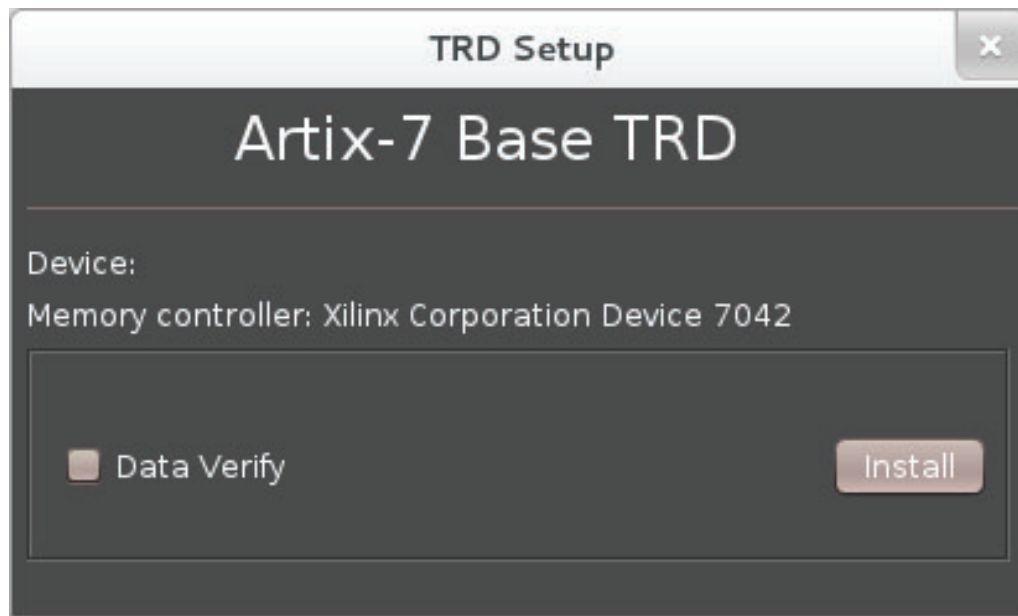 TRD Setup
Artix-7 Base TRD
Device:
Memory controller: Xilinx Corporation Device 7042
Data Verify
Install